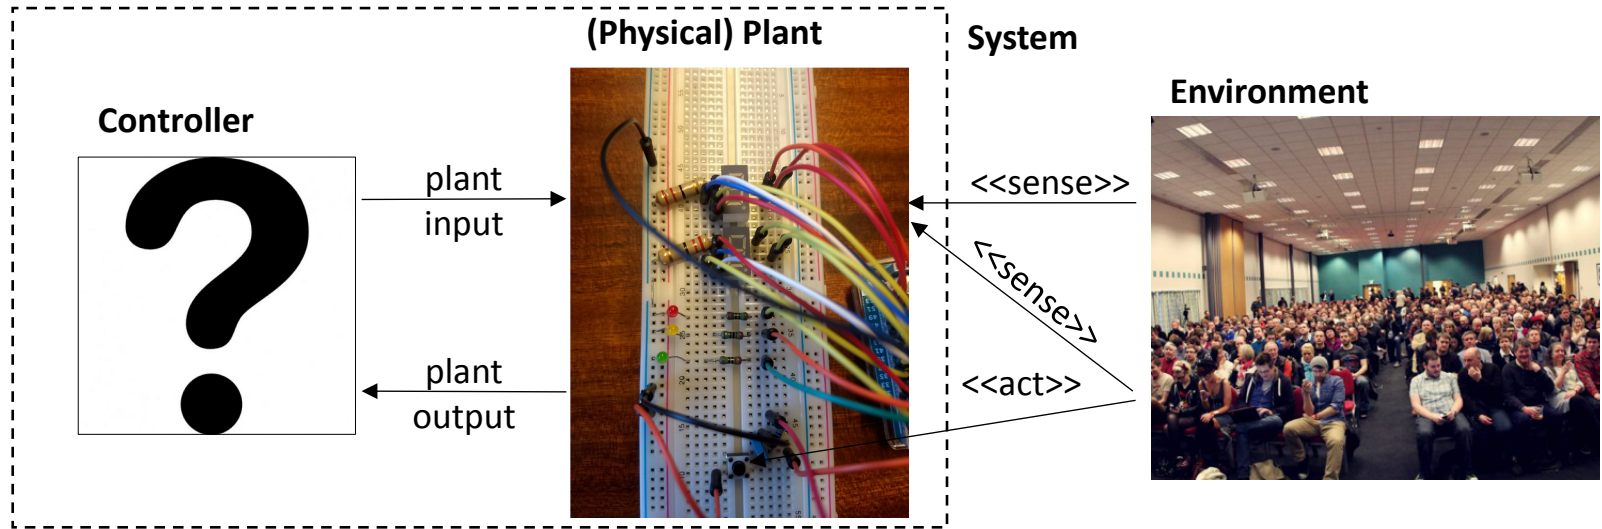 (Physical) Plant
System
Environment
Controller
plant
input
<<sense>>
<<sense>>
plant
output
<<act>>